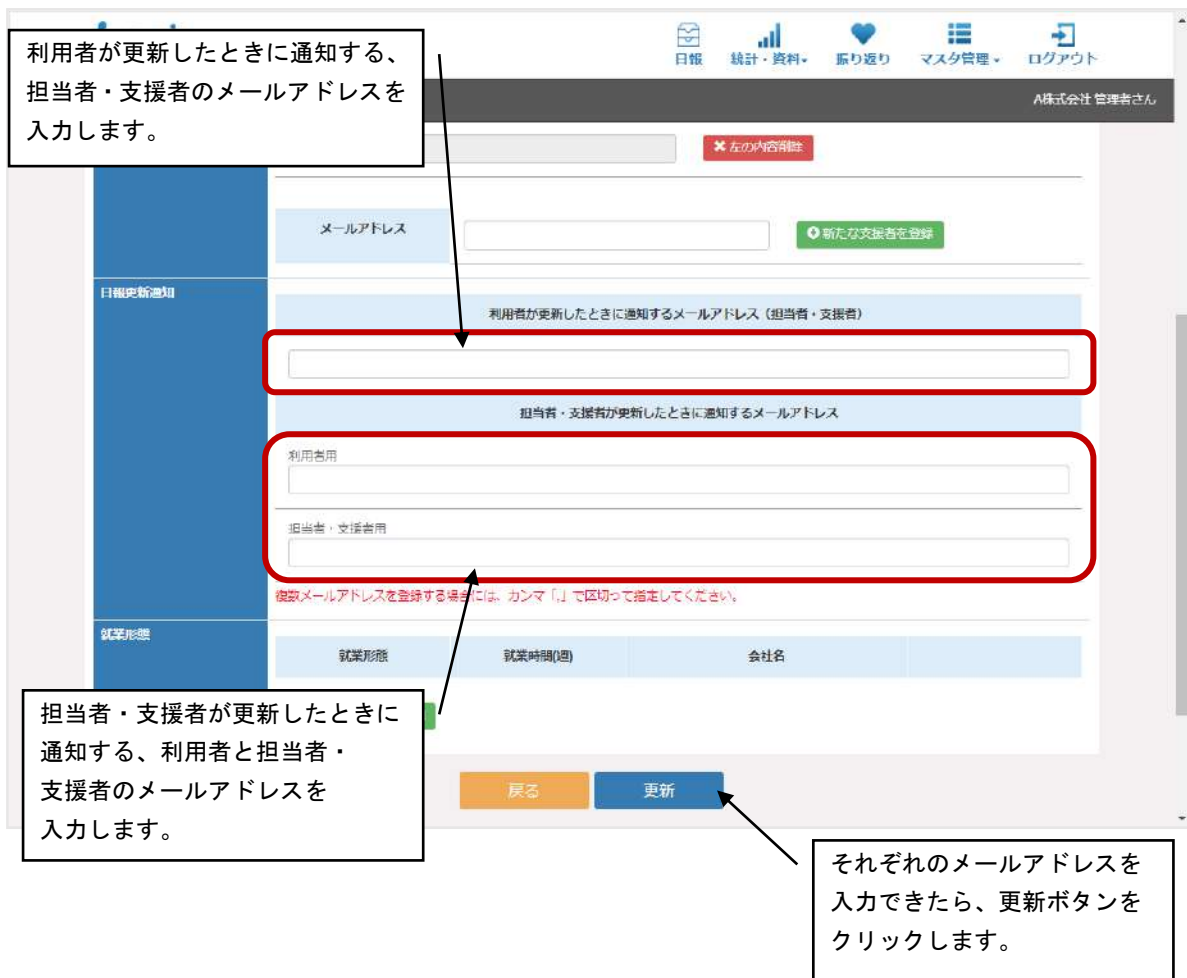 利用者が更新したときに通知する、
担当者・支援者のメールアドレスを
入力します。
日報
統計・資料
振り返り
マスタ管理
ログアウト
A株式会社 管理者さん
左の内容削除
メールアドレス
新たな支援者を登録
日報更新通知
利用者が更新したときに通知するメールアドレス（担当者・支援者）
担当者・支援者が更新したときに通知するメールアドレス
利用者用
担当者・支援者用
複数メールアドレスを登録する場合には、カンマ「,」で区切って指定してください。
就業形態
就業形態
就業時間(週)
会社名
担当者・支援者が更新したときに
通知する、利用者と担当者・
支援者のメールアドレスを
入力します。
戻る
更新
それぞれのメールアドレスを
入力できたら、更新ボタンを
クリックします。